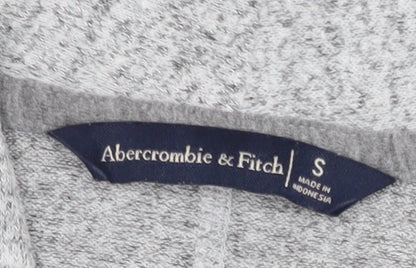 Abercrombie & Fitch
S
MADE IN
INDONESIA